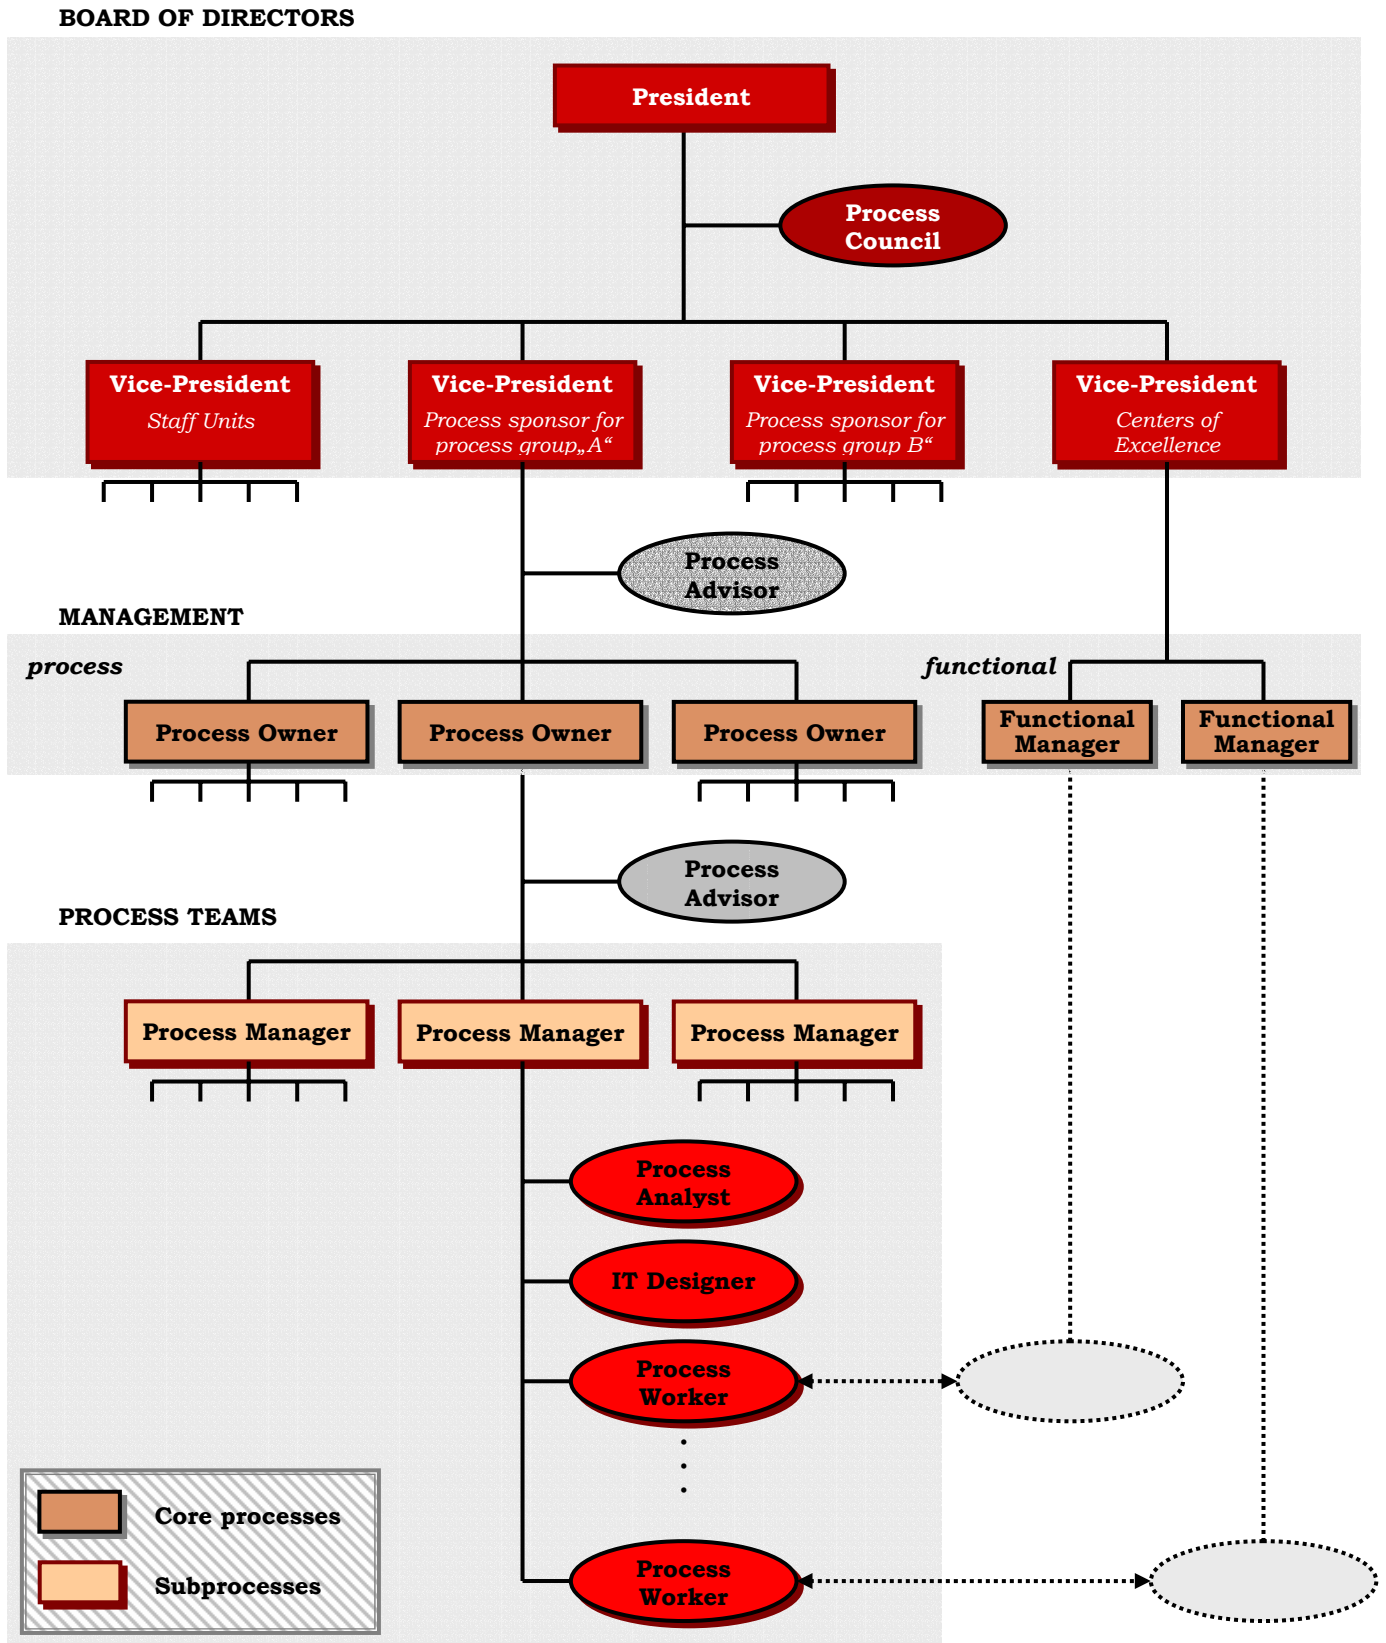 BOARD OF DIRECTORS
President
Process
Council
Vice-President
Staff Units
Vice-President
Process sponsor for
process group„A“
Vice-President
Process sponsor for
process group B“
Vice-President
Centers of
Excellence
Process
Advisor
MANAGEMENT
process
functional
Process Owner
Process Owner
Process Owner
Functional
Manager
Functional
Manager
Process
Advisor
PROCESS TEAMS
Process Manager
Process Manager
Process Manager
Process
Analyst
IT Designer
Process
Worker
.
.
.
Process
Worker
Core processes
Subprocesses